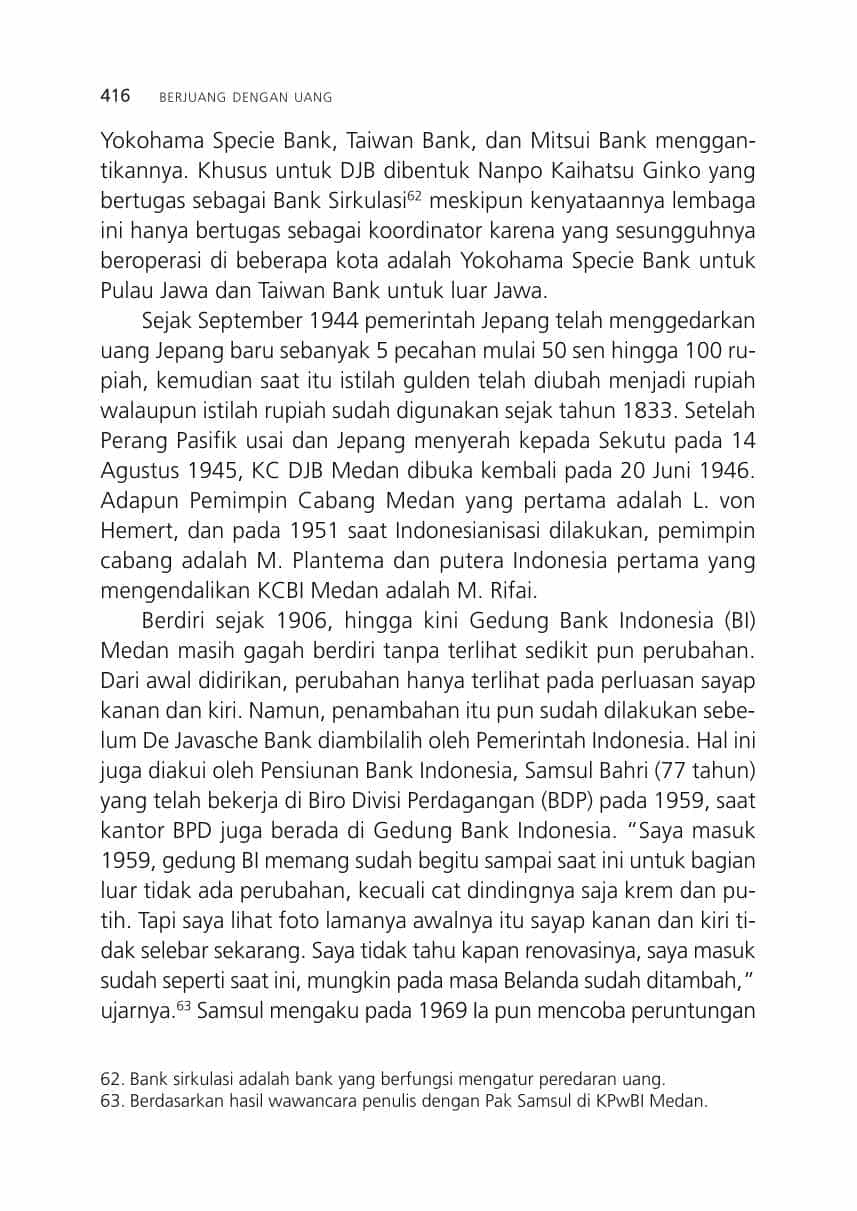 416 BERJUANG DENGAN UANG
Yokohama Specie Bank, Taiwan Bank, dan Mitsui Bank menggan-
tikannya. Khusus untuk DJB dibentuk Nanpo Kaihatsu Ginko yang
bertugas sebagai Bank Sirkulasi⁶² meskipun kenyataannya lembaga
ini hanya bertugas sebagai koordinator karena yang sesungguhnya
beroperasi di beberapa kota adalah Yokohama Specie Bank untuk
Pulau Jawa dan Taiwan Bank untuk luar Jawa.
Sejak September 1944 pemerintah Jepang telah menggedarkan
uang Jepang baru sebanyak 5 pecahan mulai 50 sen hingga 100 ru-
piah, kemudian saat itu istilah gulden telah diubah menjadi rupiah
walaupun istilah rupiah sudah digunakan sejak tahun 1833. Setelah
Perang Pasifik usai dan Jepang menyerah kepada Sekutu pada 14
Agustus 1945, KC DJB Medan dibuka kembali pada 20 Juni 1946.
Adapun Pemimpin Cabang Medan yang pertama adalah L. von
Hemert, dan pada 1951 saat Indonesianisasi dilakukan, pemimpin
cabang adalah M. Plantema dan putera Indonesia pertama yang
mengendalikan KCBI Medan adalah M. Rifai.
Berdiri sejak 1906, hingga kini Gedung Bank Indonesia (BI)
Medan masih gagah berdiri tanpa terlihat sedikit pun perubahan.
Dari awal didirikan, perubahan hanya terlihat pada perluasan sayap
kanan dan kiri. Namun, penambahan itu pun sudah dilakukan sebe-
lum De Javasche Bank diambilalih oleh Pemerintah Indonesia. Hal ini
juga diakui oleh Pensiunan Bank Indonesia, Samsul Bahri (77 tahun)
yang telah bekerja di Biro Divisi Perdagangan (BDP) pada 1959, saat
kantor BPD juga berada di Gedung Bank Indonesia. “Saya masuk
1959, gedung BI memang sudah begitu sampai saat ini untuk bagian
luar tidak ada perubahan, kecuali cat dindingnya saja krem dan pu-
tih. Tapi saya lihat foto lamanya awalnya itu sayap kanan dan kiri ti-
dak selebar sekarang. Saya tidak tahu kapan renovasinya, saya masuk
sudah seperti saat ini, mungkin pada masa Belanda sudah ditambah,”
ujarnya.⁶³ Samsul mengaku pada 1969 Ia pun mencoba peruntungan
62. Bank sirkulasi adalah bank yang berfungsi mengatur peredaran uang.
63. Berdasarkan hasil wawancara penulis dengan Pak Samsul di KPwBI Medan.